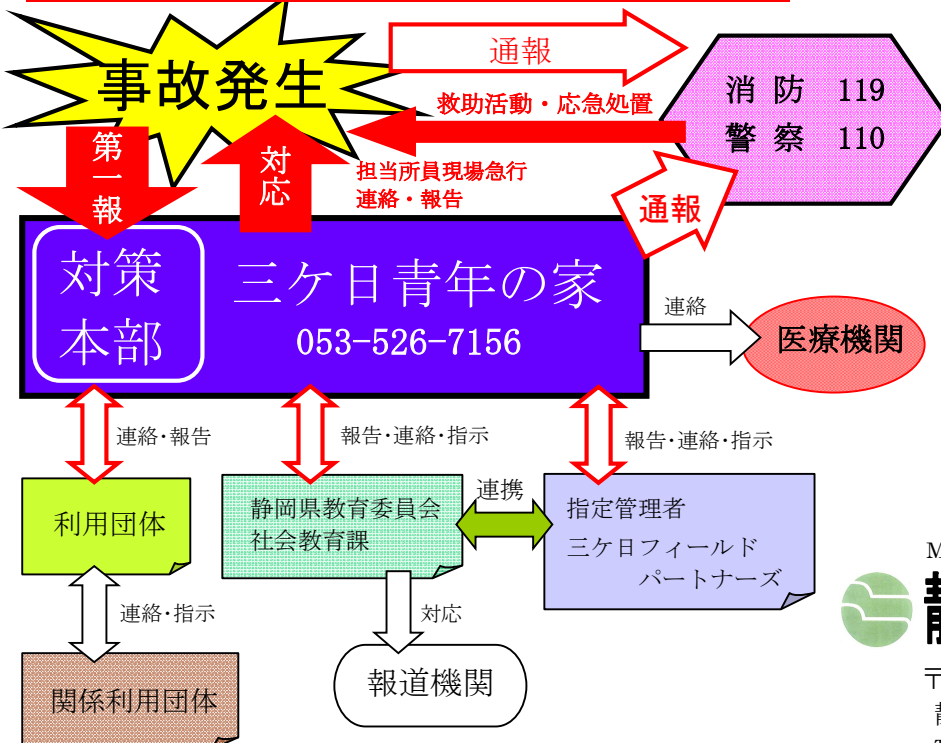 事故発生
通報
消防 119
警察 110
救助活動・応急処置
第一報
対応
担当所員現場急行
連絡・報告
通報
対策
本部
三ケ日青年の家
053-526-7156
連絡
医療機関
連絡・報告
報告・連絡・指示
報告・連絡・指示
利用団体
静岡県教育委員会
社会教育課
連携
指定管理者
三ケ日フィールド
パートナーズ
連絡・指示
対応
関係利用団体
報道機関
M
〒